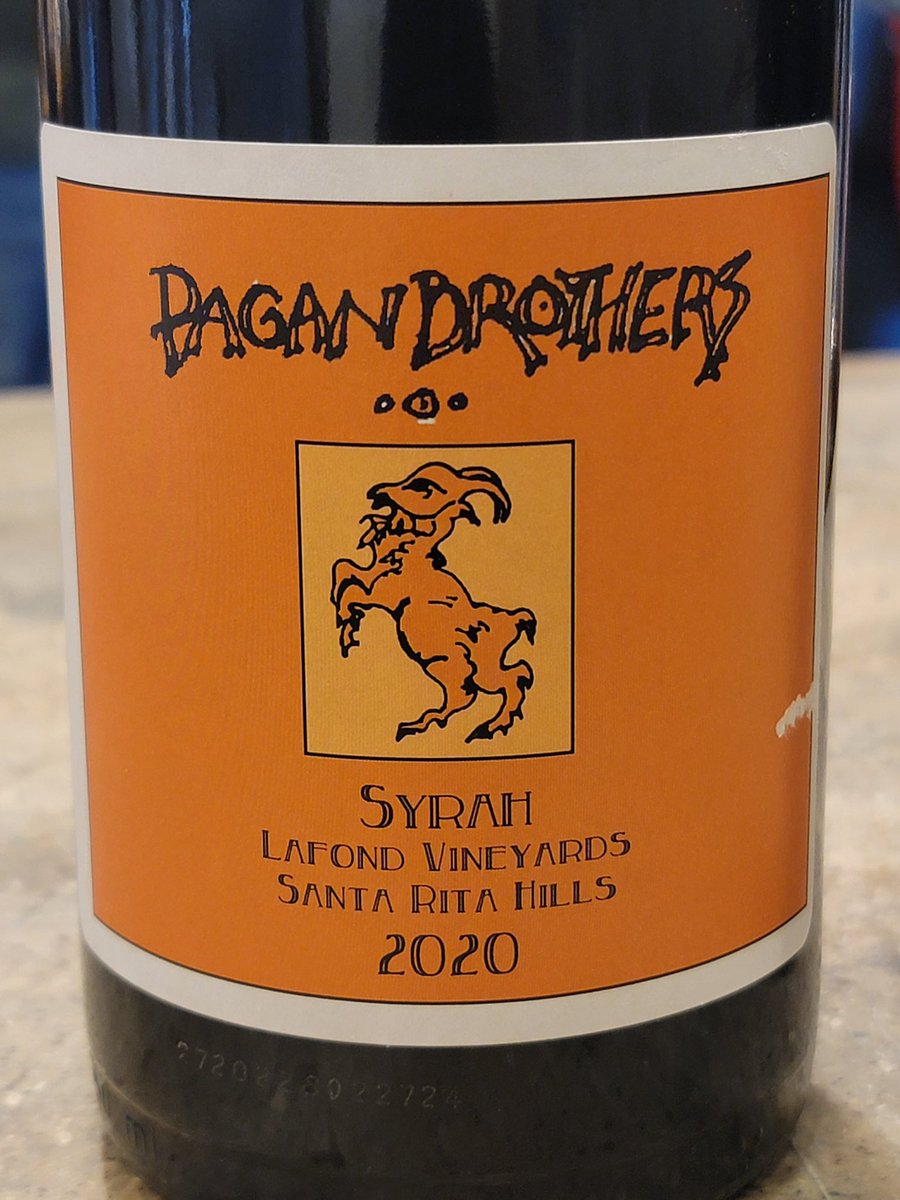 PAGAN BROTHERS
SYRAH
LAFOND VINEYARDS
SANTA RITA HILLS
2020